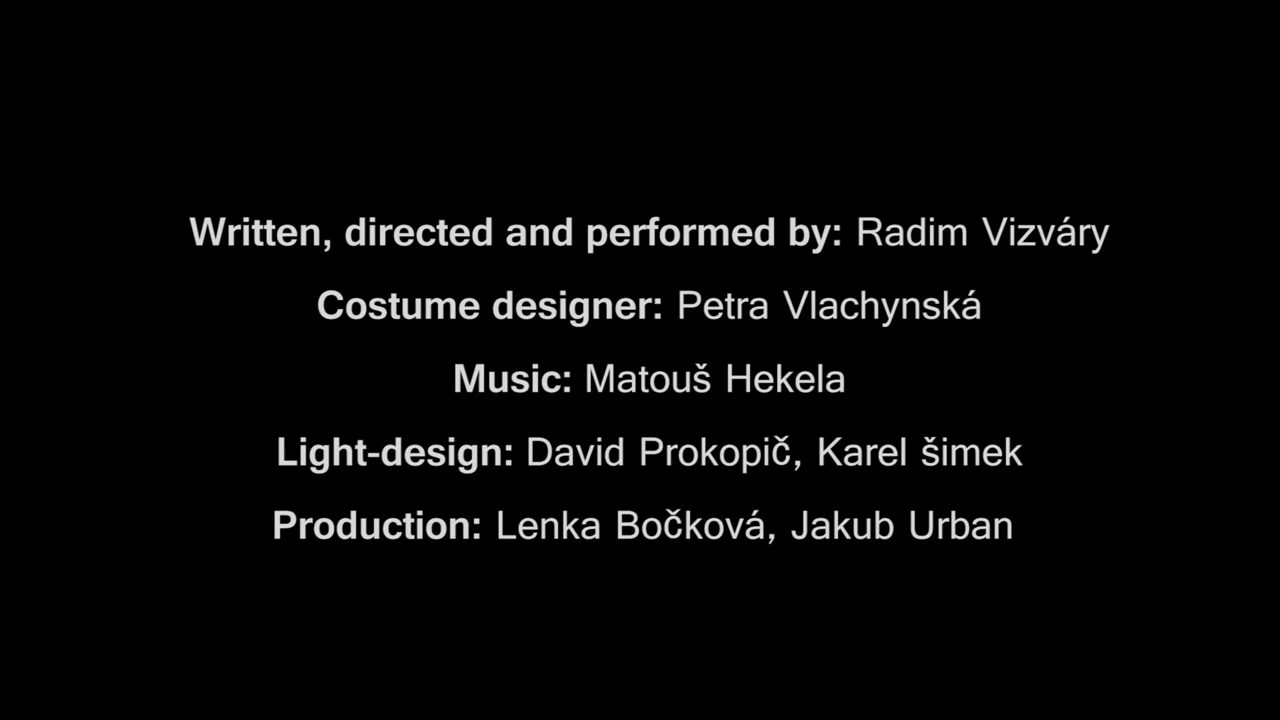 Written, directed and performed by: Radim Vizváry
Costume designer: Petra Vlachynská
Music: Matouš Hekela
Light-design: David Prokopič, Karel šimek
Production: Lenka Bočková, Jakub Urban